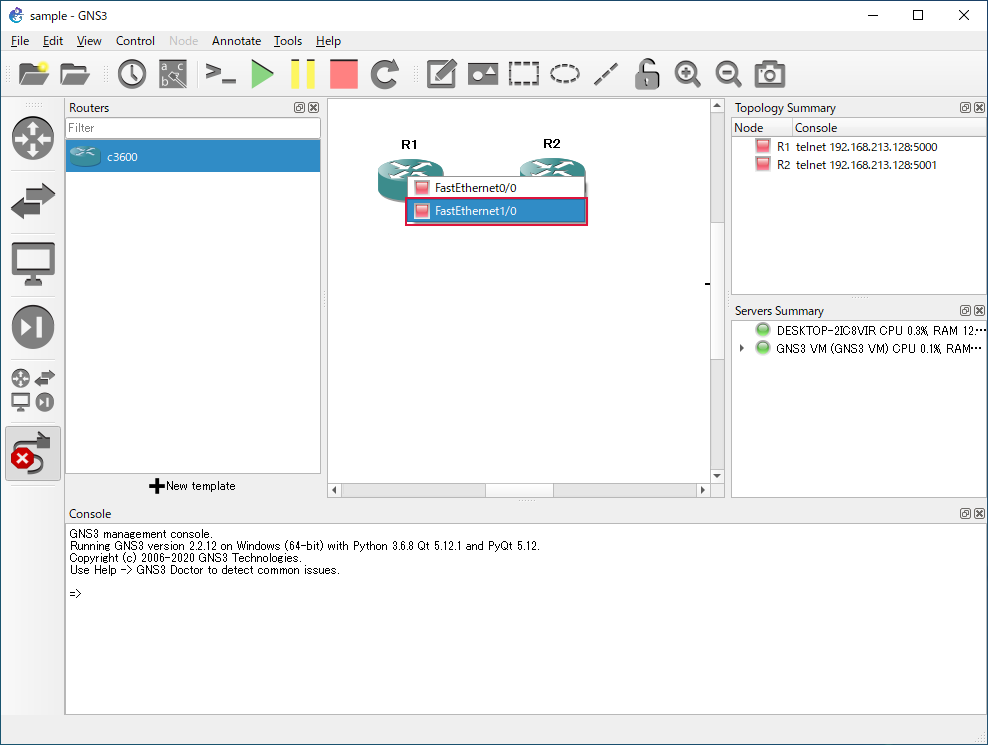 sample - GNS3
File Edit View Control Node Annotate Tools Help
Routers
Filter
c3600
New template
R1
R2
FastEthernet0/0
FastEthernet1/0
Topology Summary
Node Console
R1 telnet 192.168.213.128:5000
R2 telnet 192.168.213.128:5001
Servers Summary
DESKTOP-2IC8VIR CPU 0.3%, RAM 12.…
GNS3 VM (GNS3 VM) CPU 0.1%, RAM…
Console
GNS3 management console.
Running GNS3 version 2.2.12 on Windows (64-bit) with Python 3.6.8 Qt 5.12.1 and PyQt 5.12.
Copyright (c) 2006-2020 GNS3 Technologies.
Use Help -> GNS3 Doctor to detect common issues.
=>